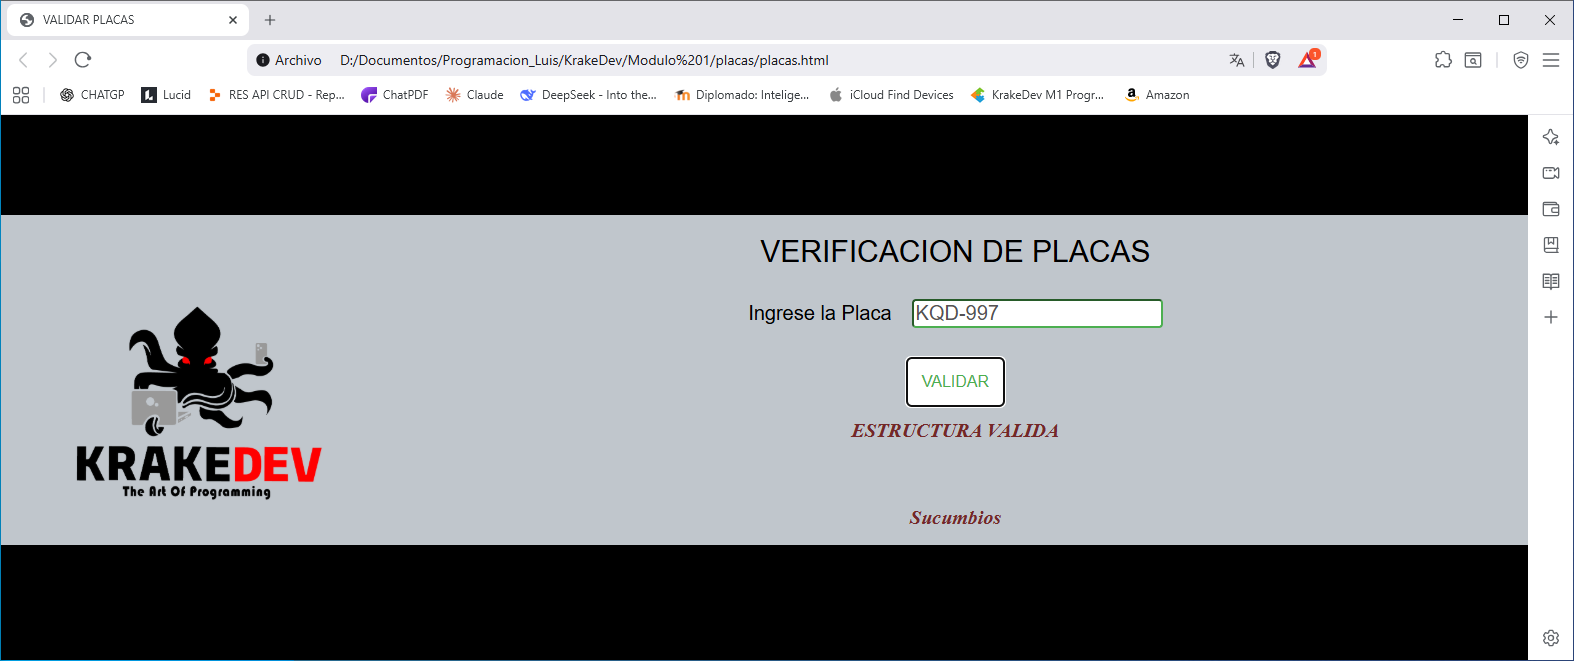 VALIDAR PLACAS
Archivo D:/Documentos/Programacion_Luis/KrakeDev/Modulo%201/placas/placas.html
1
CHATGP Lucid RES API CRUD - Rep... ChatPDF Claude DeepSeek - Into the... Diplomado: Intelige... iCloud Find Devices KrakeDev M1 Progr... Amazon
VERIFICACION DE PLACAS
Ingrese la Placa KQD-997
VALIDAR
ESTRUCTURA VALIDA
Sucumbios
KRAKEDEV
The Art Of Programming